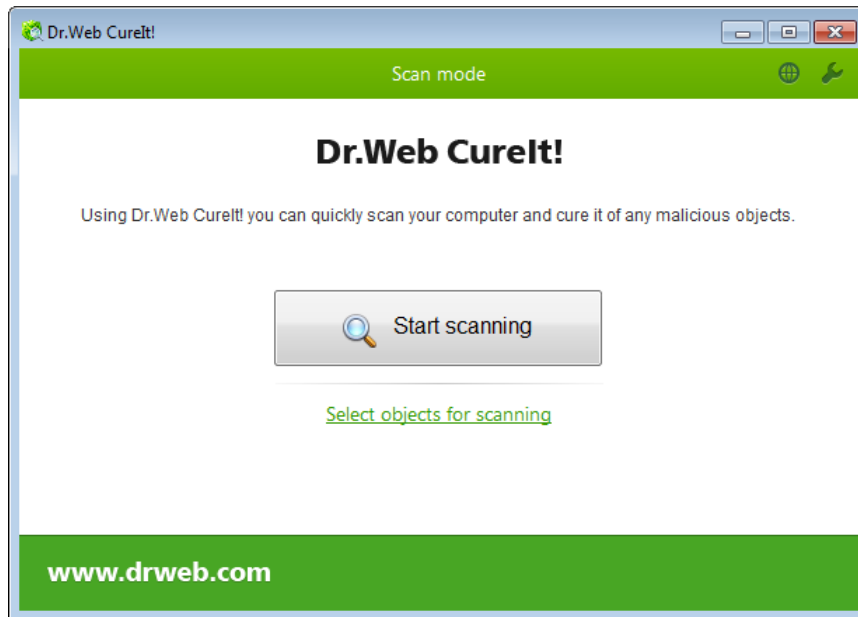 Dr.Web CureIt!
Scan mode
Dr.Web CureIt!
Using Dr.Web CureIt! you can quickly scan your computer and cure it of any malicious objects.
Start scanning
Select objects for scanning
www.drweb.com